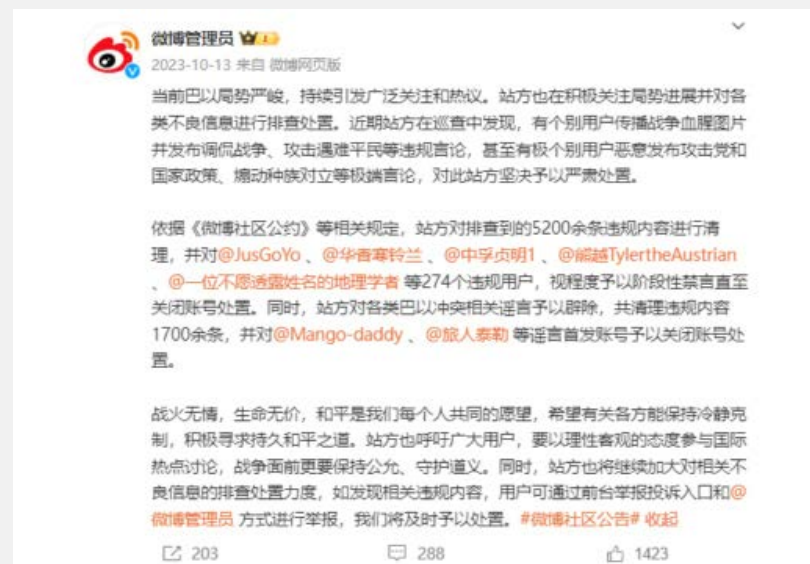 微博管理员
2023-10-13 来自 微博网页版
当前巴以局势严峻，持续引发广泛关注和热议。站方也在积极关注局势进展并对各
类不良信息进行排查处置。近期站方在巡查中发现，有个别用户传播战争血腥图片
并发布调侃战争、攻击遇难平民等违规言论，甚至有极个别用户恶意发布攻击党和
国家政策、煽动种族对立等极端言论，对此站方坚决予以严肃处置。
依据《微博社区公约》等相关规定，站方对排查到的5200余条违规内容进行清
理，并对@JusGoYo 、@华香寒铃兰 、@中孚贞明1 、@能越TylertheAustrian
、@一位不愿透露姓名的地理学者 等274个违规用户，视程度予以阶段性禁言直至
关闭账号处置。同时，站方对各类巴以冲突相关谣言予以辟除，共清理违规内容
1700余条，并对@Mango-daddy 、@旅人泰勒 等谣言首发账号予以关闭账号处
置。
战火无情，生命无价，和平是我们每个人共同的愿望，希望有关各方能保持冷静克
制，积极寻求持久和平之道。站方也呼吁广大用户，要以理性客观的态度参与国际
热点讨论，战争面前更要保持公允、守护道义。同时，站方也将继续加大对相关不
良信息的排查处置力度，如发现相关违规内容，用户可通过前台举报投诉入口和@
微博管理员 方式进行举报，我们将及时予以处置。#微博社区公告# 收起
203 288 1423